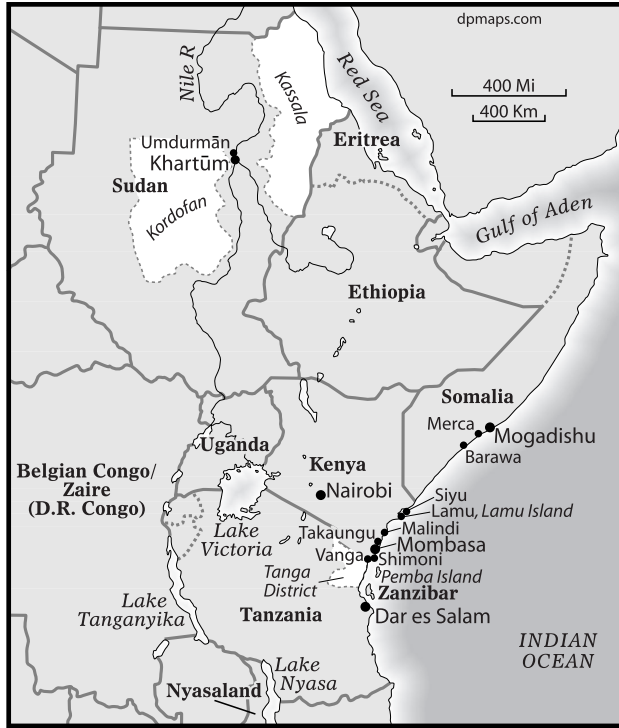 dpmaps.com
Nile R
Kassala
Red Sea
400 Mi
400 Km
Umdurmān
Khartūm
Eritrea
Sudan
Kordofan
Gulf of Aden
Ethiopia
Somalia
Merca
Mogadishu
Barawa
Uganda
Kenya
Belgian Congo/
Zaire
(D.R. Congo)
Nairobi
Siyu
Lamu, Lamu Island
Lake
Victoria
Takaungu
Malindi
Mombasa
Vanga
Shimoni
Tanga
District
Pemba Island
Zanzibar
Lake
Tanganyika
Tanzania
Dar es Salam
INDIAN
OCEAN
Lake
Nyasa
Nyasaland